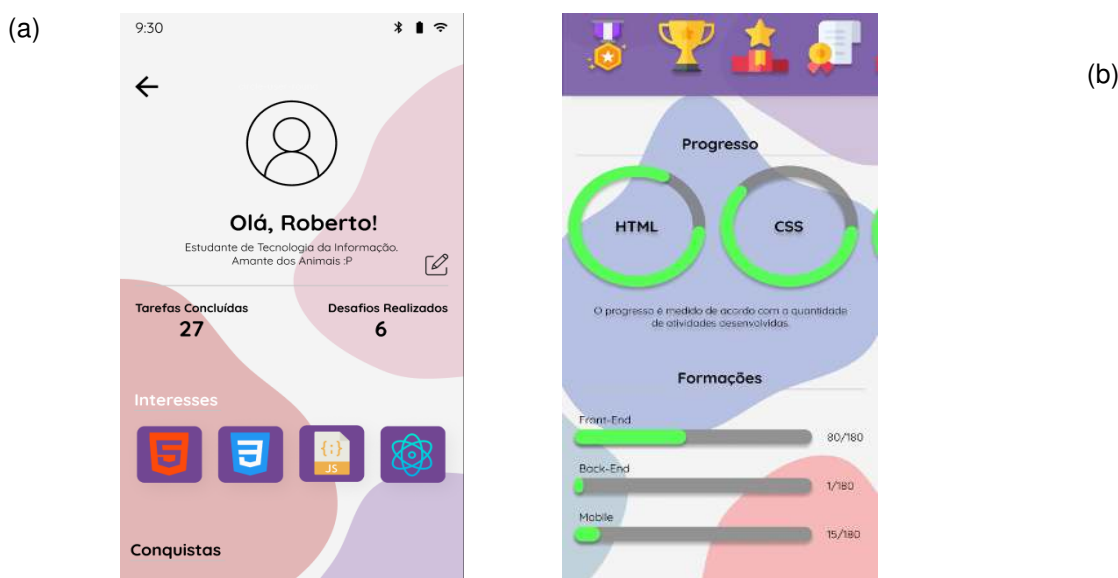 (a)
9:30
Olá, Roberto!
Estudante de Tecnologia da Informação.
Amante dos Animais :P
Tarefas Concluídas
27
Desafios Realizados
6
Interesses
{;}
JS
Conquistas
(b)
Progresso
HTML
CSS
O progresso é medido de acordo com a quantidade
de atividades desenvolvidas.
Formações
Front-End
80/180
Back-End
1/180
Mobile
15/180